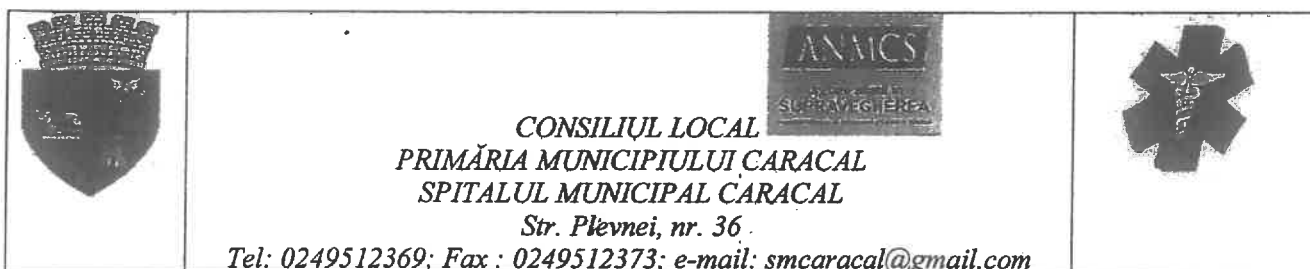 ANMCS
SUPRAVEGHEREA
CONSILIUL LOCAL
PRIMĂRIA MUNICIPIULUI CARACAL
SPITALUL MUNICIPAL CARACAL
Str. Plevnei, nr. 36
Tel: 0249512369; Fax : 0249512373; e-mail: smcaracal@gmail.com